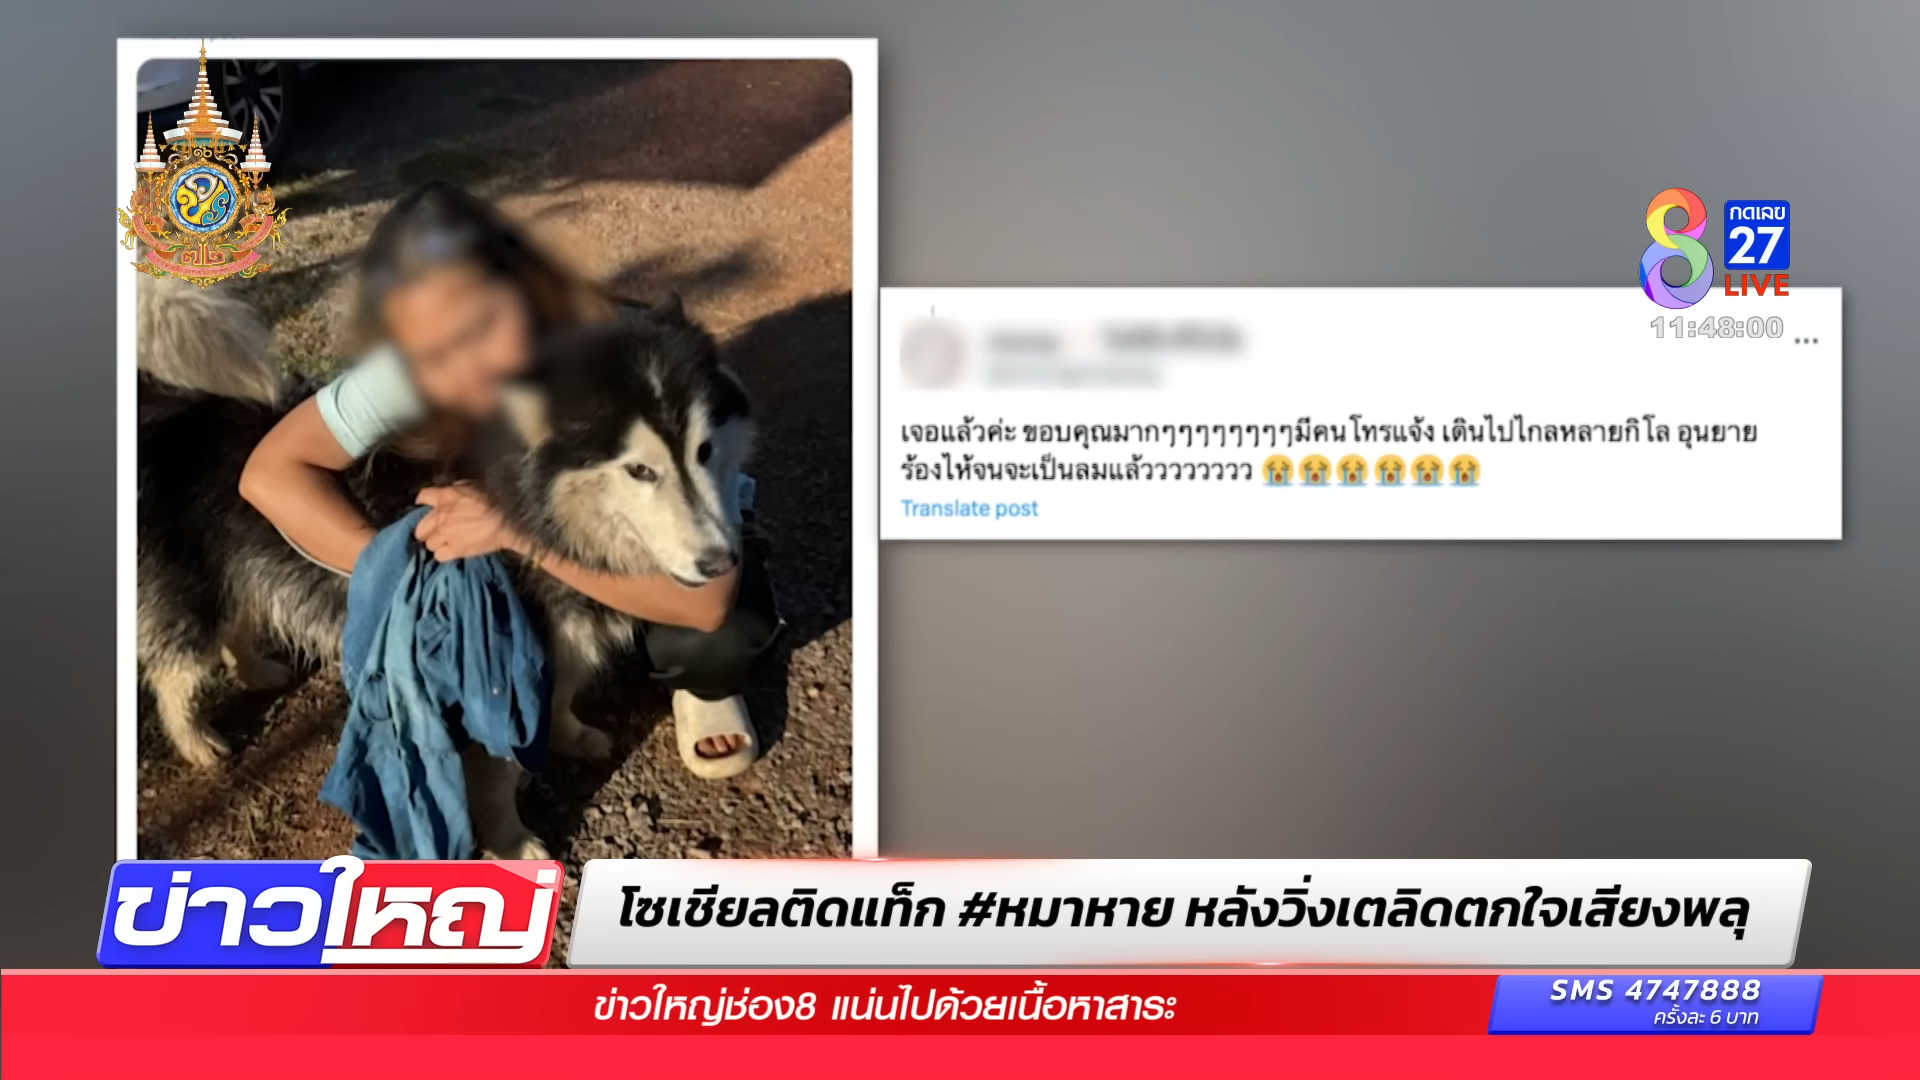 กดเลข
27
LIVE
11:48:00
เจอแล้วค่ะ ขอบคุณมากๆๆๆๆๆๆๆๆมีคนโทรแจ้ง เดินไปไกลหลายกิโล อุนยาย
ร้องไห้จนจะเป็นลมแล้วววววววว 😭😭😭😭😭😭
Translate post
ข่าวใหญ่
โซเชียลติดแท็ก #หมาหาย หลังวิ่งเตลิดตกใจเสียงพลุ
ข่าวใหญ่ช่อง8 แน่นไปด้วยเนื้อหาสาระ
SMS 4747888
ครั้งละ 6 บาท